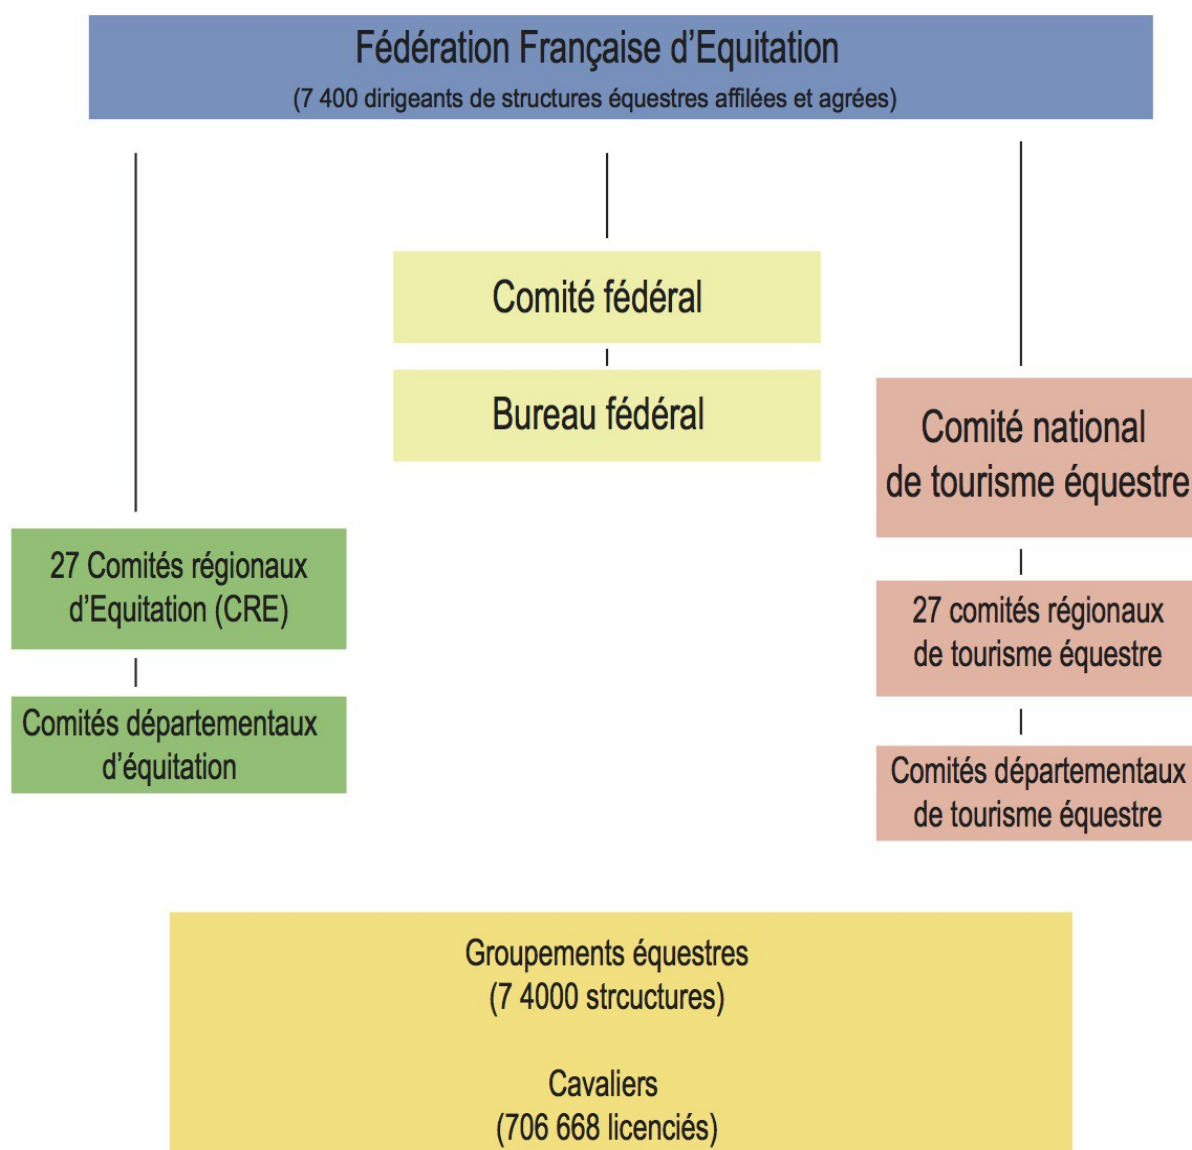 Fédération Française d'Equitation
(7 400 dirigeants de structures équestres affilées et agrées)
Comité fédéral
Bureau fédéral
Comité national
de tourisme équestre
27 Comités régionaux
d'Equitation (CRE)
27 comités régionaux
de tourisme équestre
Comités départementaux
d'équitation
Comités départementaux
de tourisme équestre
Groupements équestres
(7 4000 strcuctures)
Cavaliers
(706 668 licenciés)